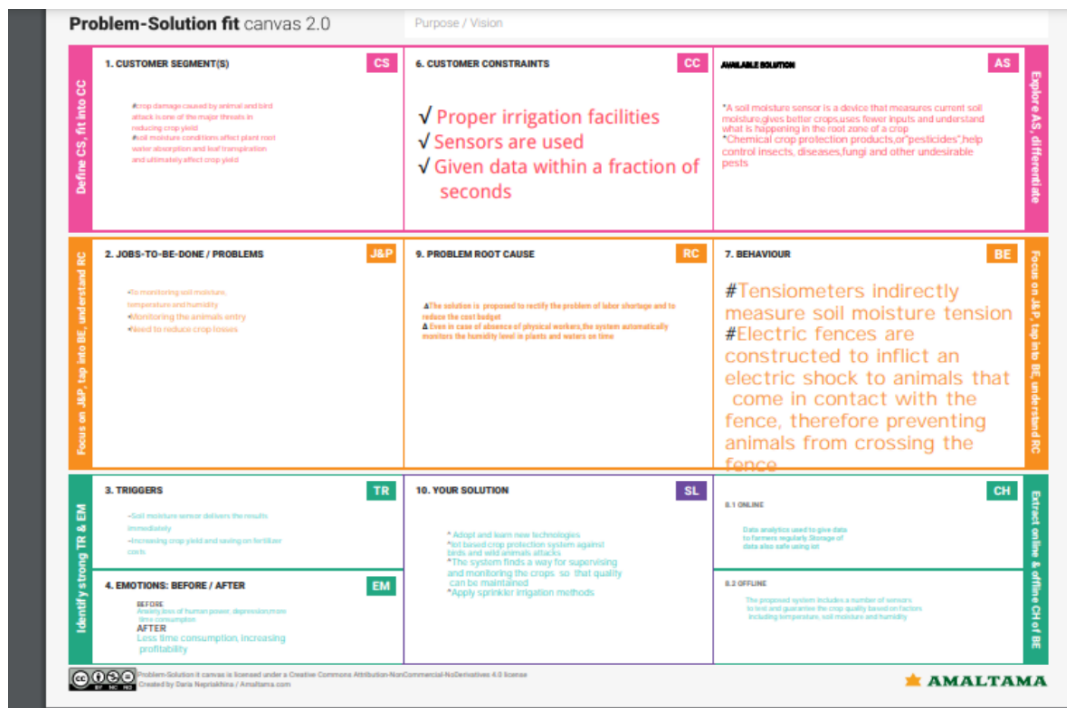 Problem-Solution fit canvas 2.0
Purpose / Vision
Define CS, fit into CC
1. CUSTOMER SEGMENT(S)
CS
#crop damage caused by animal and bird
attack is one of the major threats in
reducing crop yield
#soil moisture conditions affect plant root
water absorption and leaf transpiration
and ultimately affect crop yield
6. CUSTOMER CONSTRAINTS
CC
√ Proper irrigation facilities
√ Sensors are used
√ Given data within a fraction of
seconds
AVAILABLE SOLUTION
AS
*A soil moisture sensor is a device that measures current soil
moisture,gives better crops,uses fewer inputs and understand
what is happening in the root zone of a crop
*Chemical crop protection products,or"pesticides",help
control insects, diseases,fungi and other undesirable
pests
Explore AS, differentiate
Focus on J&P, tap into BE, understand RC
2. JOBS-TO-BE-DONE / PROBLEMS
J&P
•To monitoring soil moisture,
temperature and humidity
•Monitoring the animals entry
•Need to reduce crop losses
9. PROBLEM ROOT CAUSE
RC
∆The solution is proposed to rectify the problem of labor shortage and to
reduce the cost budget
∆ Even in case of absence of physical workers,the system automatically
monitors the humidity level in plants and waters on time
7. BEHAVIOUR
BE
#Tensiometers indirectly
measure soil moisture tension
#Electric fences are
constructed to inflict an
electric shock to animals that
come in contact with the
fence, therefore preventing
animals from crossing the
fence
Focus on J&P, tap into BE, understand RC
Identify strong TR & EM
3. TRIGGERS
TR
~Soil moisture sensor delivers the results
immediately
~Increasing crop yield and saving on fertilizer
costs
4. EMOTIONS: BEFORE / AFTER
EM
BEFORE
Anxiety, loss of human power, depression,more
time consumption
AFTER
Less time consumption, Increasing
profitability
10. YOUR SOLUTION
SL
* Adopt and learn new technologies
*Iot based crop protection system against
birds and wild animals attacks
*The system finds a way for supervising
and monitoring the crops so that quality
can be maintained
*Apply sprinkler irrigation methods
CH
8.1 ONLINE
Data analytics used to give data
to farmers regularly.Storage of
data also safe using iot
8.2 OFFLINE
The proposed system includes a number of sensors
to test and guarantee the crop quality based on factors
including temperature, soil moisture and humidity
Extract online & offline CH of BE
CC BY NC ND
Problem-Solution fit canvas is licensed under a Creative Commons Attribution-NonCommercial-NoDerivatives 4.0 license
Created by Daria Nepriakhina / Amaltama.com
AMALTAMA